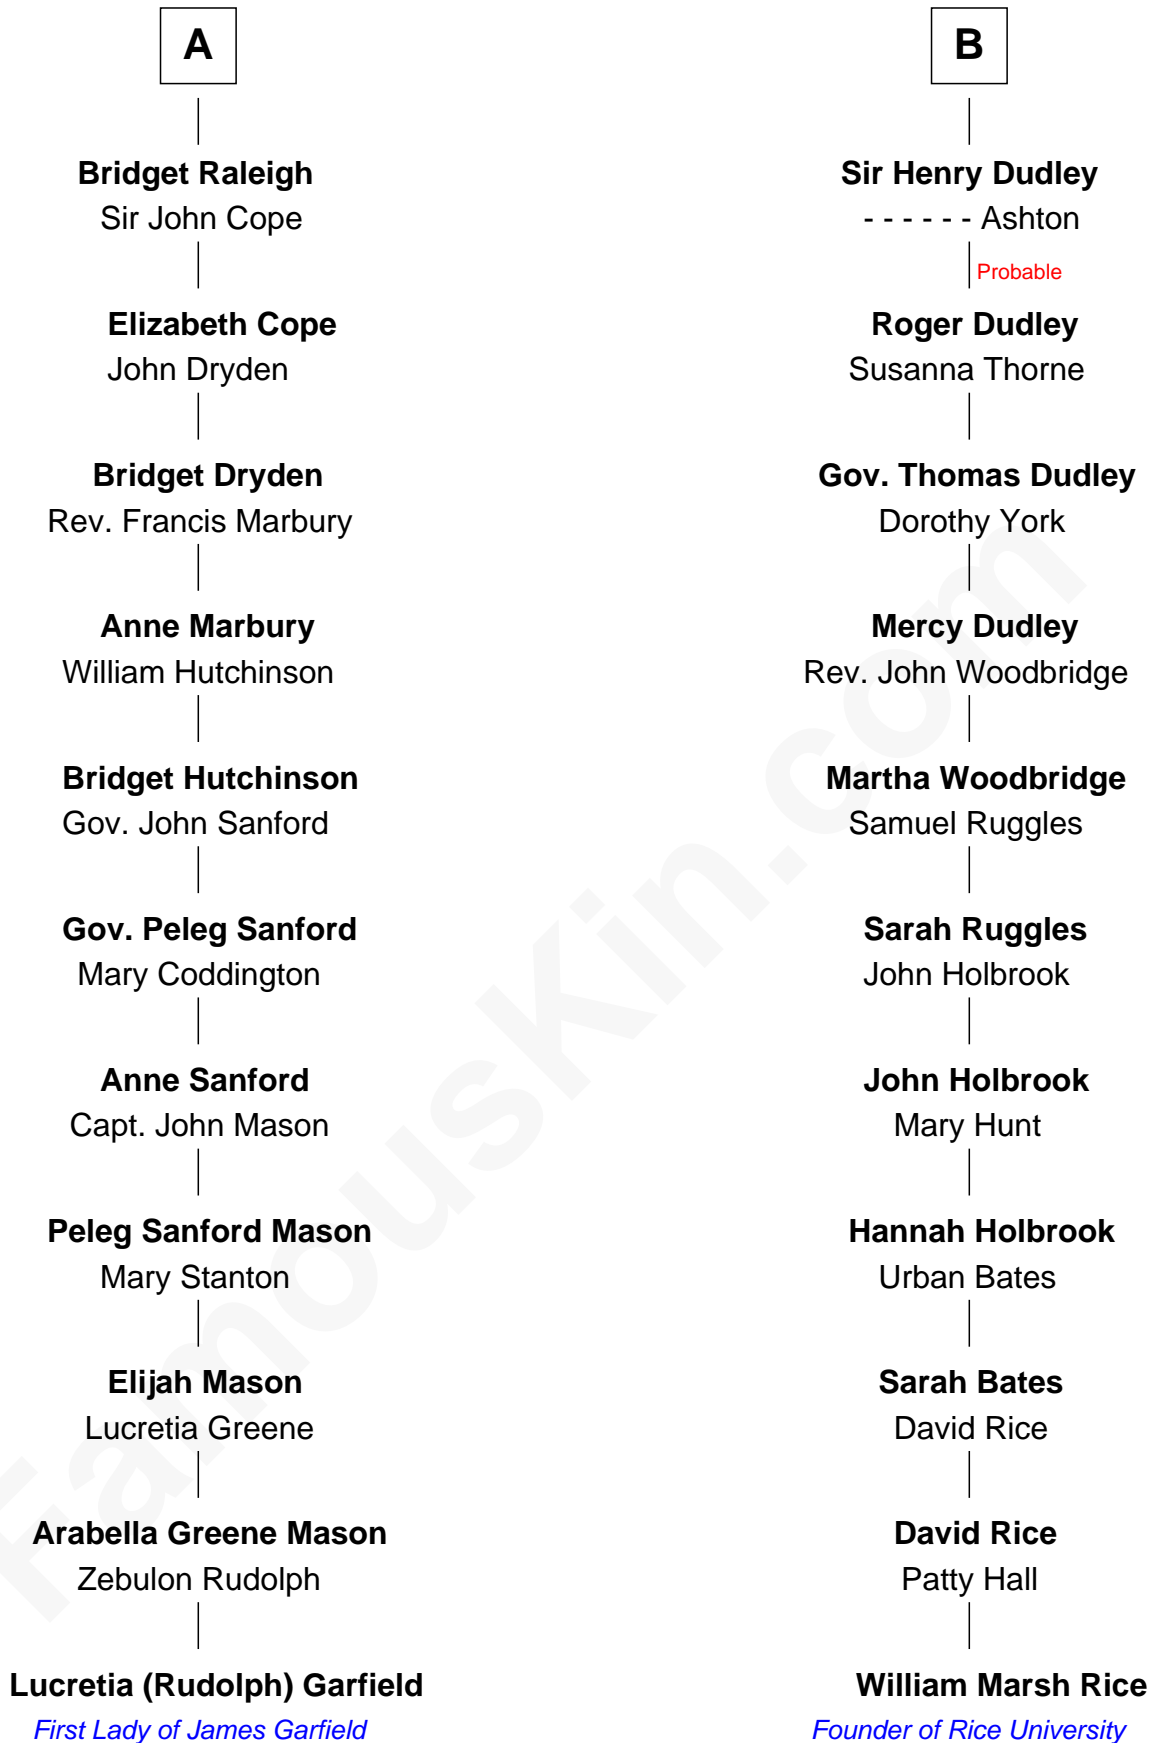 A
Bridget Raleigh
Sir John Cope
Elizabeth Cope
John Dryden
Bridget Dryden
Rev. Francis Marbury
Anne Marbury
William Hutchinson
Bridget Hutchinson
Gov. John Sanford
Gov. Peleg Sanford
Mary Coddington
Anne Sanford
Capt. John Mason
Peleg Sanford Mason
Mary Stanton
Elijah Mason
Lucretia Greene
Arabella Greene Mason
Zebulon Rudolph
Lucretia (Rudolph) Garfield
First Lady of James Garfield
B
Sir Henry Dudley
- - - - - - Ashton
Probable
Roger Dudley
Susanna Thorne
Gov. Thomas Dudley
Dorothy York
Mercy Dudley
Rev. John Woodbridge
Martha Woodbridge
Samuel Ruggles
Sarah Ruggles
John Holbrook
John Holbrook
Mary Hunt
Hannah Holbrook
Urban Bates
Sarah Bates
David Rice
David Rice
Patty Hall
William Marsh Rice
Founder of Rice University
FamousKin.com